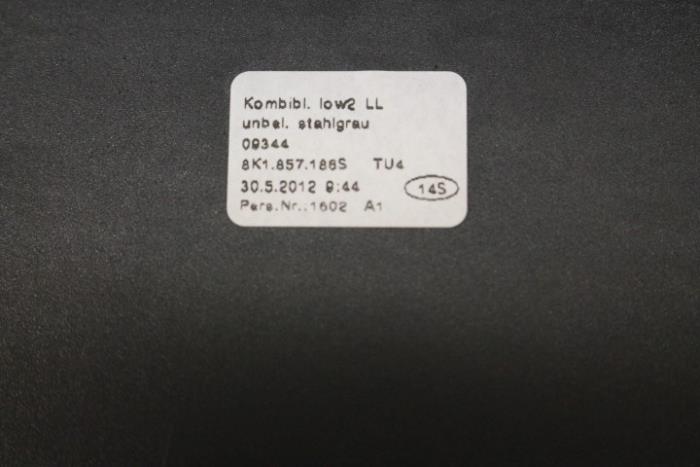 Kombibl. low2 LL
unbel. stahlgrau
09344
8K1.857.186S TU4
30.5.2012 9:44 14S
Pers.Nr.:1602 A1